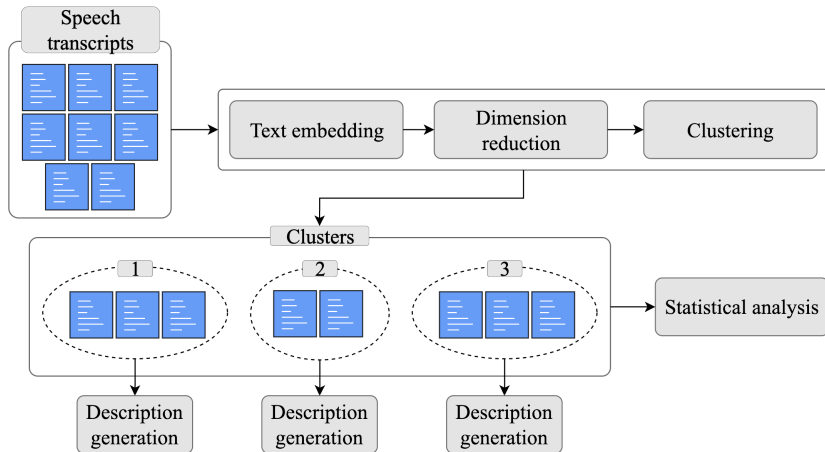 Speech
transcripts
Text embedding
Dimension
reduction
Clustering
Clusters
1
2
3
Statistical analysis
Description
generation
Description
generation
Description
generation